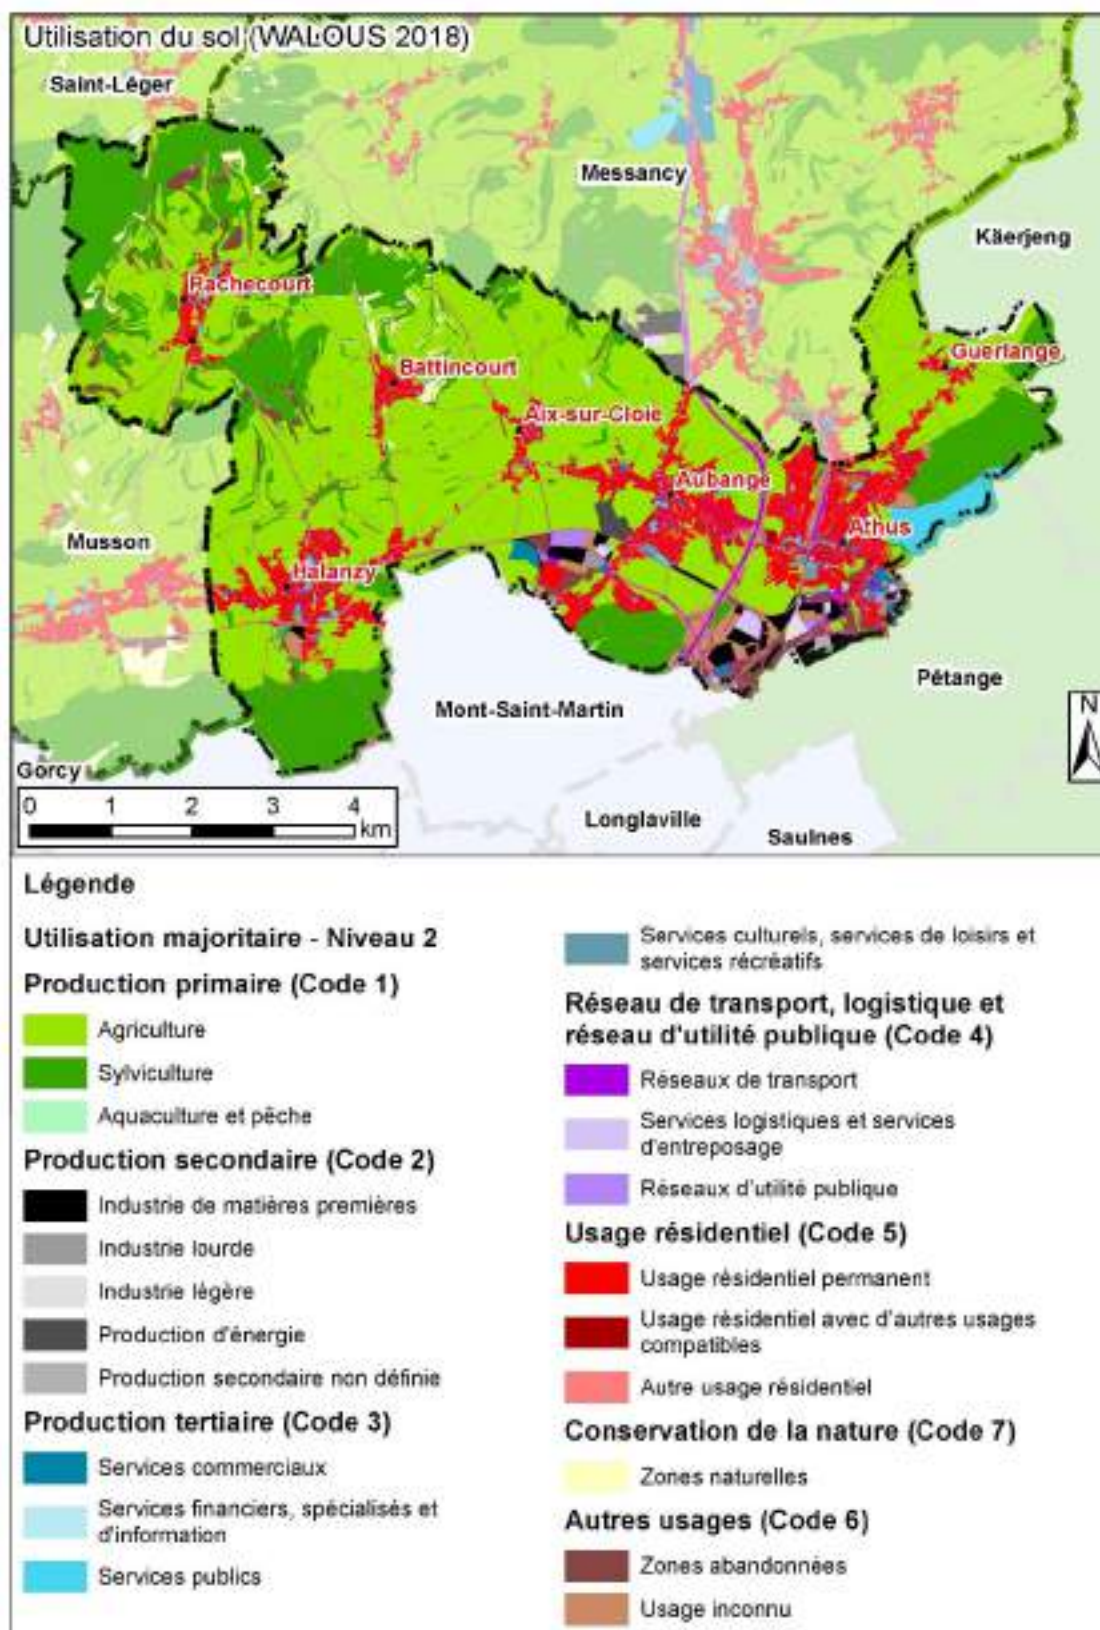 Utilisation du sol (WALOUS 2018)
Saint-Léger
Messancy
Käerjeng
Rachecourt
Guerlange
Battincourt
Aix-sur-Cloie
Aubange
Athus
Musson
Halanzy
Pétange
Mont-Saint-Martin
N
Gorcy
0 1 2 3 4
km
Longlaville
Saulnes
Légende
Utilisation majoritaire - Niveau 2
Production primaire (Code 1)
Agriculture
Sylviculture
Aquaculture et pêche
Production secondaire (Code 2)
Industrie de matières premières
Industrie lourde
Industrie légère
Production d'énergie
Production secondaire non définie
Production tertiaire (Code 3)
Services commerciaux
Services financiers, spécialisés et
d'information
Services publics
Services culturels, services de loisirs et
services récréatifs
Réseau de transport, logistique et
réseau d'utilité publique (Code 4)
Réseaux de transport
Services logistiques et services
d'entreposage
Réseaux d'utilité publique
Usage résidentiel (Code 5)
Usage résidentiel permanent
Usage résidentiel avec d'autres usages
compatibles
Autre usage résidentiel
Conservation de la nature (Code 7)
Zones naturelles
Autres usages (Code 6)
Zones abandonnées
Usage inconnu